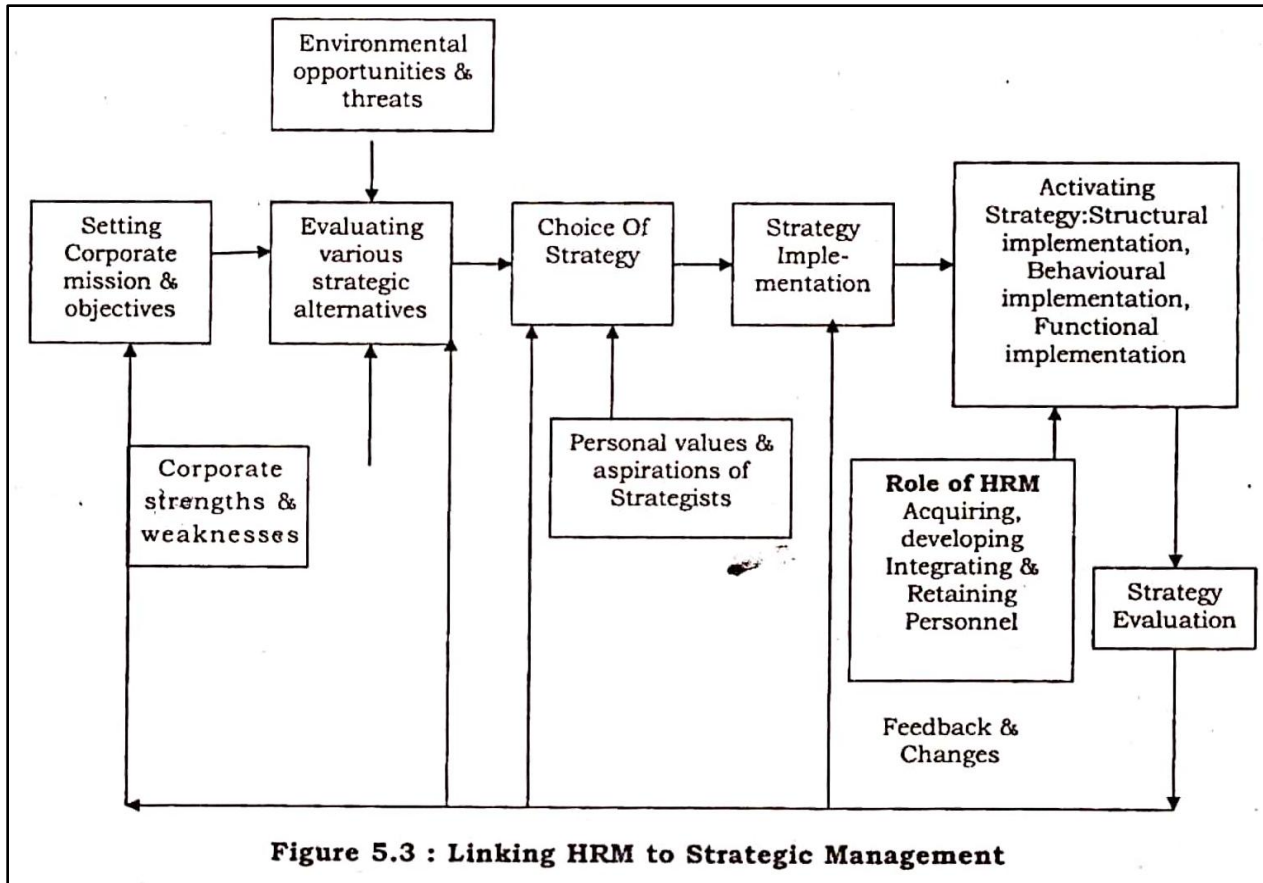 Environmental
opportunities &
threats
Setting
Corporate
mission &
objectives
Evaluating
various
strategic
alternatives
Choice Of
Strategy
Strategy
Imple-
mentation
Activating
Strategy:Structural
implementation,
Behavioural
implementation,
Functional
implementation
Corporate
strengths &
weaknesses
Personal values &
aspirations of
Strategists
Role of HRM
Acquiring,
developing
Integrating &
Retaining
Personnel
Strategy
Evaluation
Feedback &
Changes
Figure 5.3 : Linking HRM to Strategic Management